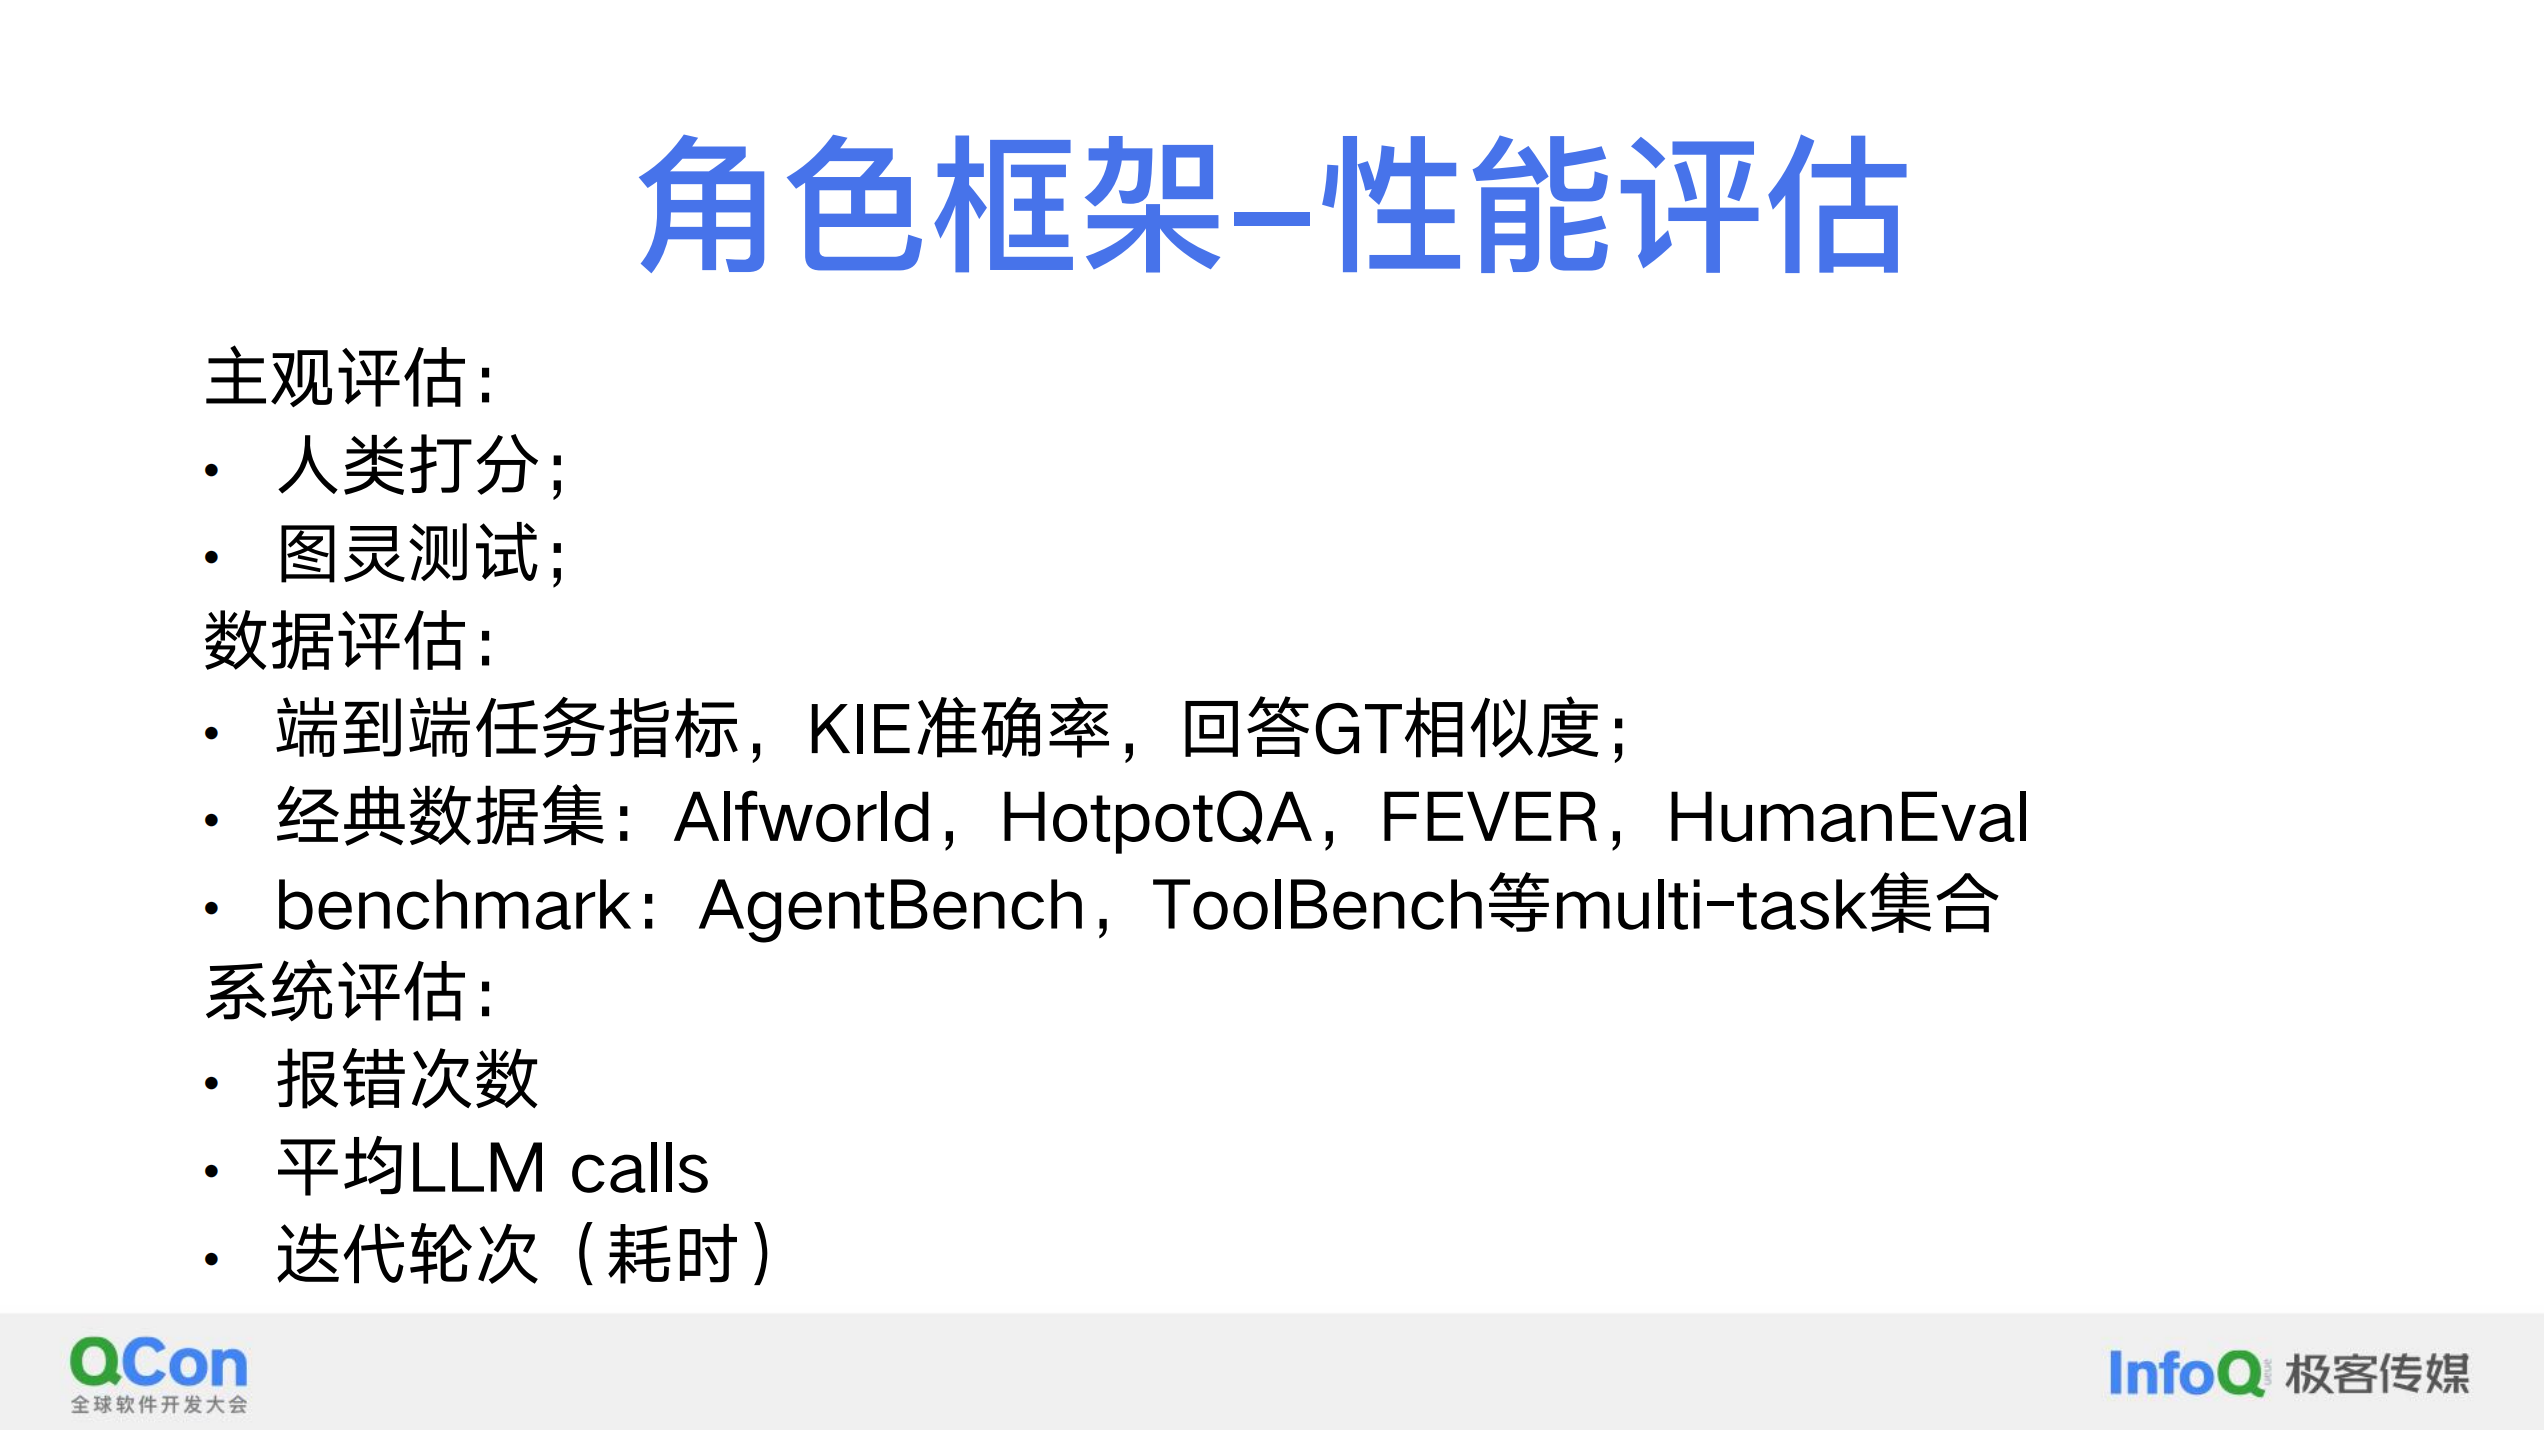 角色框架–性能评估
主观评估：
• 人类打分；
• 图灵测试；
数据评估：
• 端到端任务指标，KIE准确率，回答GT相似度；
• 经典数据集：Alfworld，HotpotQA，FEVER，HumanEval
• benchmark：AgentBench，ToolBench等multi-task集合
系统评估：
• 报错次数
• 平均LLM calls
• 迭代轮次（耗时）
QCon
全球软件开发大会
InfoQ 极客传媒